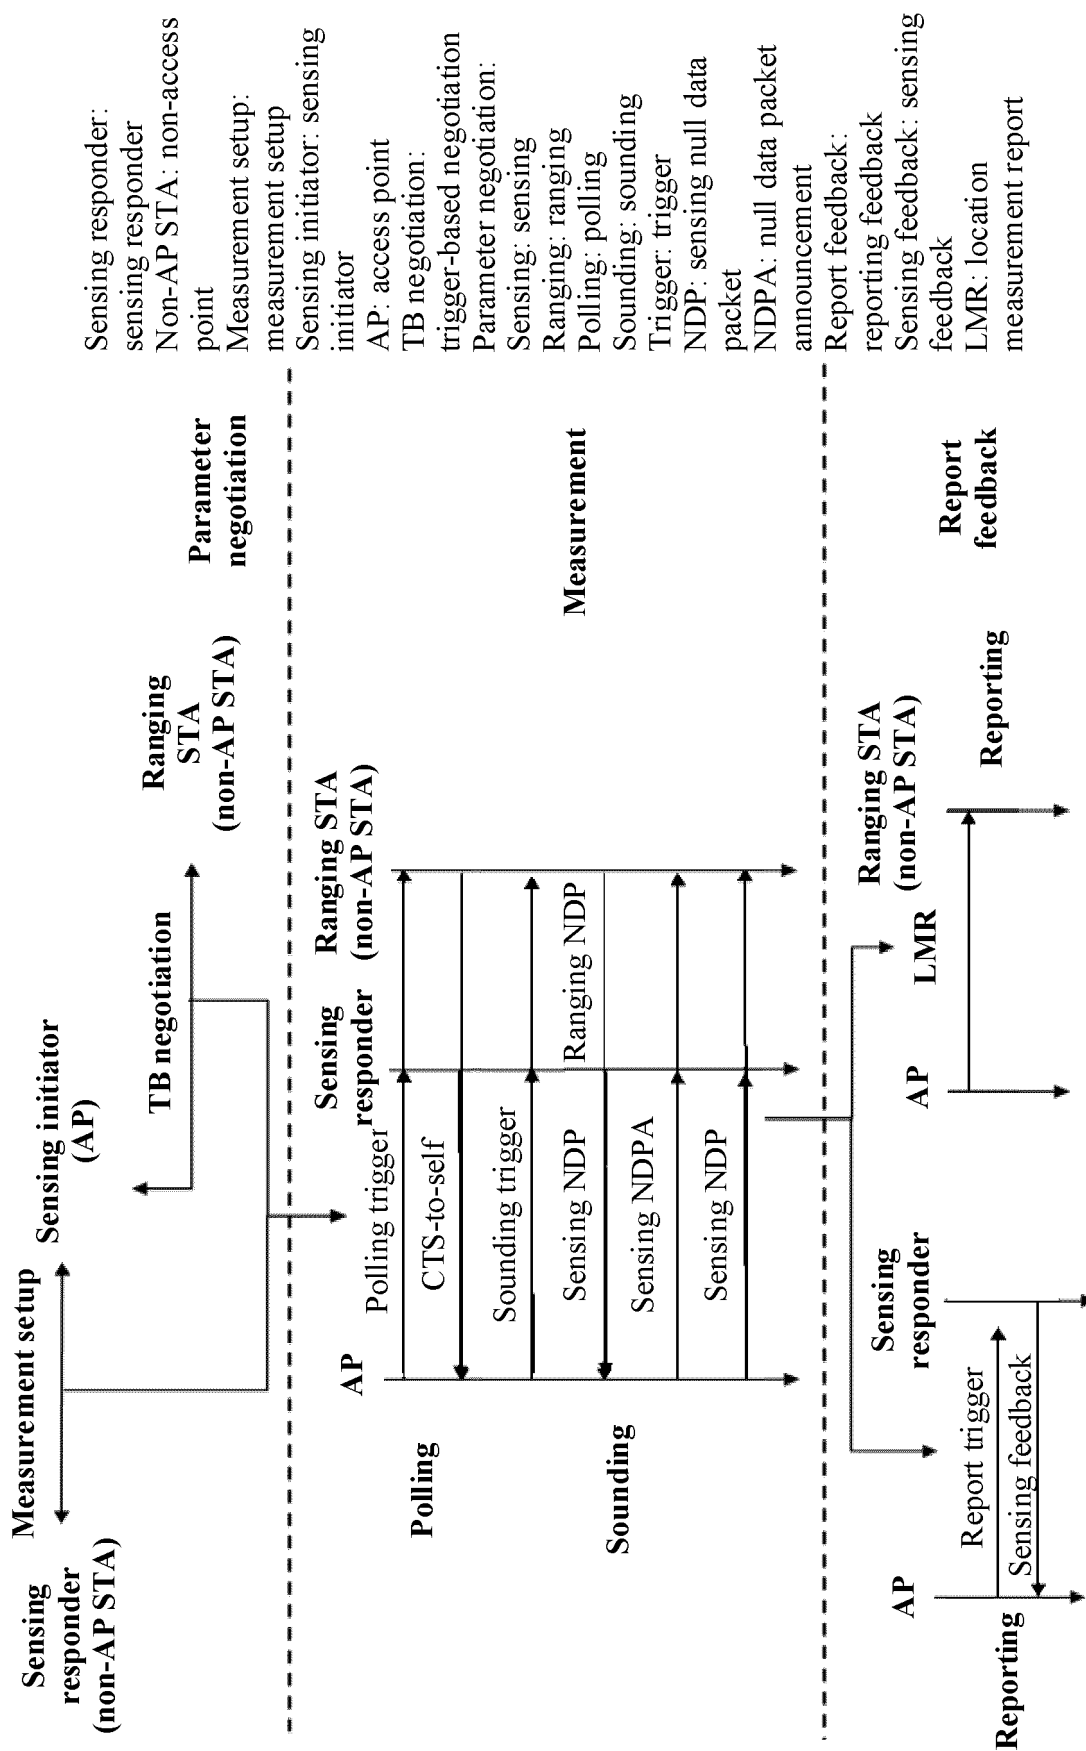 Sensing
responder
(non-AP STA)
Measurement setup
Sensing initiator
(AP)
TB negotiation
Ranging
STA
(non-AP STA)
Parameter
negotiation
Polling
AP
Sensing
responder
Ranging STA
(non-AP STA)
Polling trigger
CTS-to-self
Sounding trigger
Sounding
Sensing NDP
Ranging NDP
Sensing NDPA
Sensing NDP
Measurement
AP
Sensing
responder
Report trigger
Sensing feedback
Reporting
AP
LMR
Ranging STA
(non-AP STA)
Reporting
Report
feedback
Sensing responder:
sensing responder
Non-AP STA: non-access
point
Measurement setup:
measurement setup
Sensing initiator: sensing
initiator
AP: access point
TB negotiation:
trigger-based negotiation
Parameter negotiation:
Sensing: sensing
Ranging: ranging
Polling: polling
Sounding: sounding
Trigger: trigger
NDP: sensing null data
packet
NDPA: null data packet
announcement
Report feedback:
reporting feedback
Sensing feedback: sensing
feedback
LMR: location
measurement report